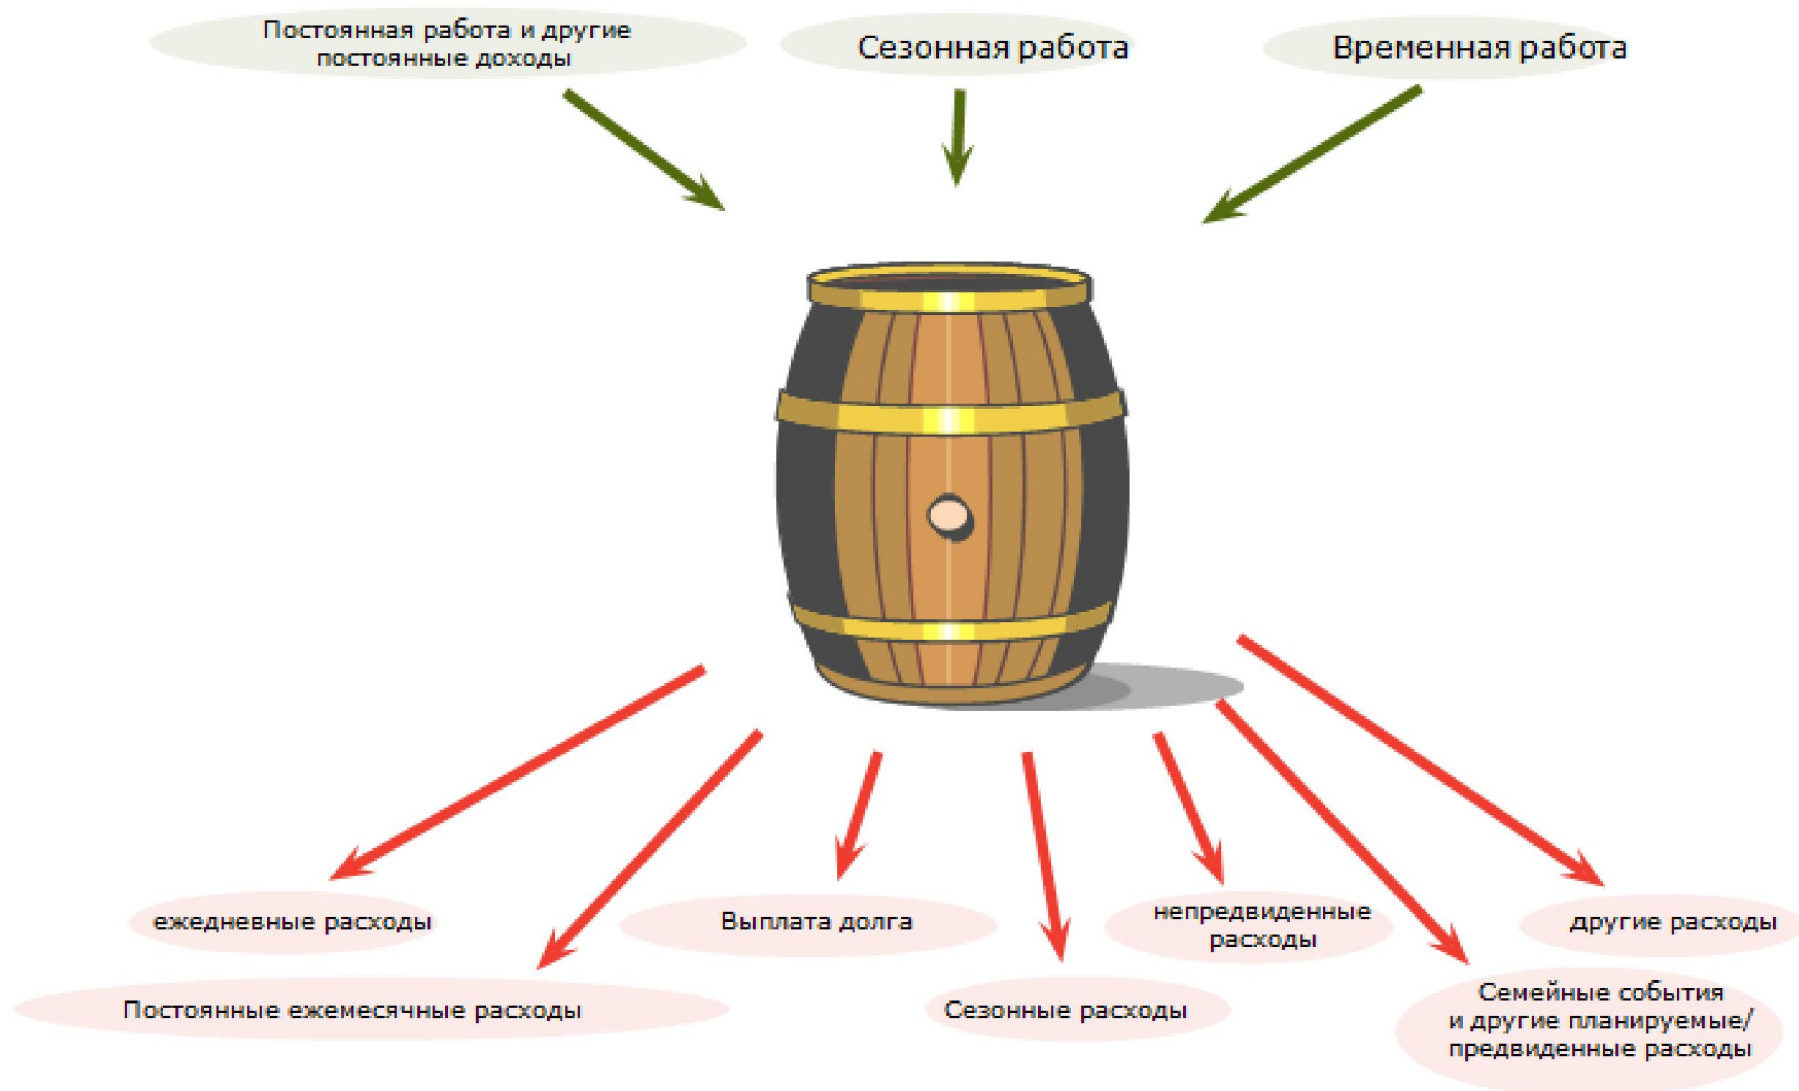 Постоянная работа и другие
постоянные доходы
Сезонная работа
Временная работа
ежедневные расходы
Выплата долга
непредвиденные
расходы
другие расходы
Постоянные ежемесячные расходы
Сезонные расходы
Семейные события
и другие планируемые/
предвиденные расходы